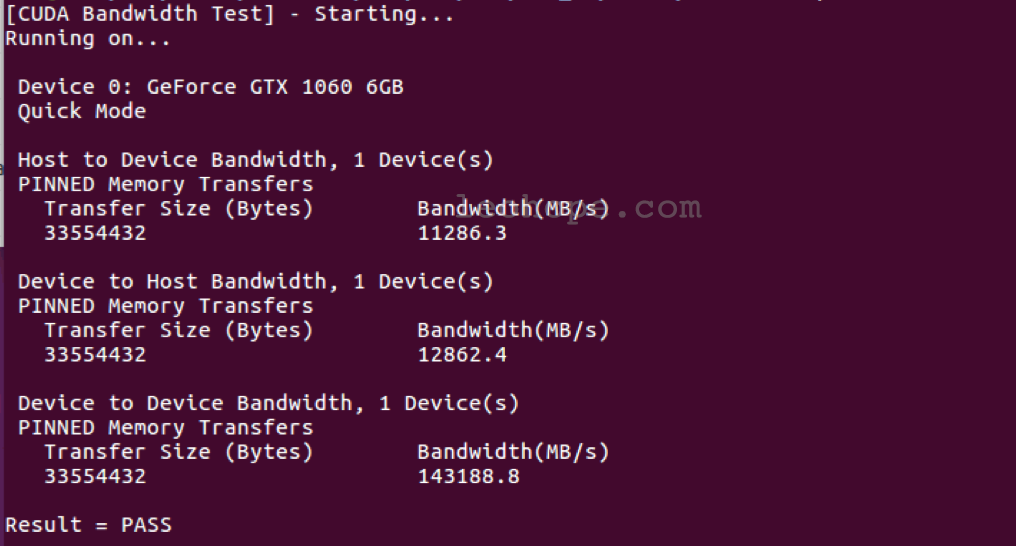 [CUDA Bandwidth Test] - Starting...
Running on...
Device 0: GeForce GTX 1060 6GB
Quick Mode
Host to Device Bandwidth, 1 Device(s)
PINNED Memory Transfers
Transfer Size (Bytes) Bandwidth(MB/s)
33554432 11286.3
Device to Host Bandwidth, 1 Device(s)
PINNED Memory Transfers
Transfer Size (Bytes) Bandwidth(MB/s)
33554432 12862.4
Device to Device Bandwidth, 1 Device(s)
PINNED Memory Transfers
Transfer Size (Bytes) Bandwidth(MB/s)
33554432 143188.8
Result = PASS